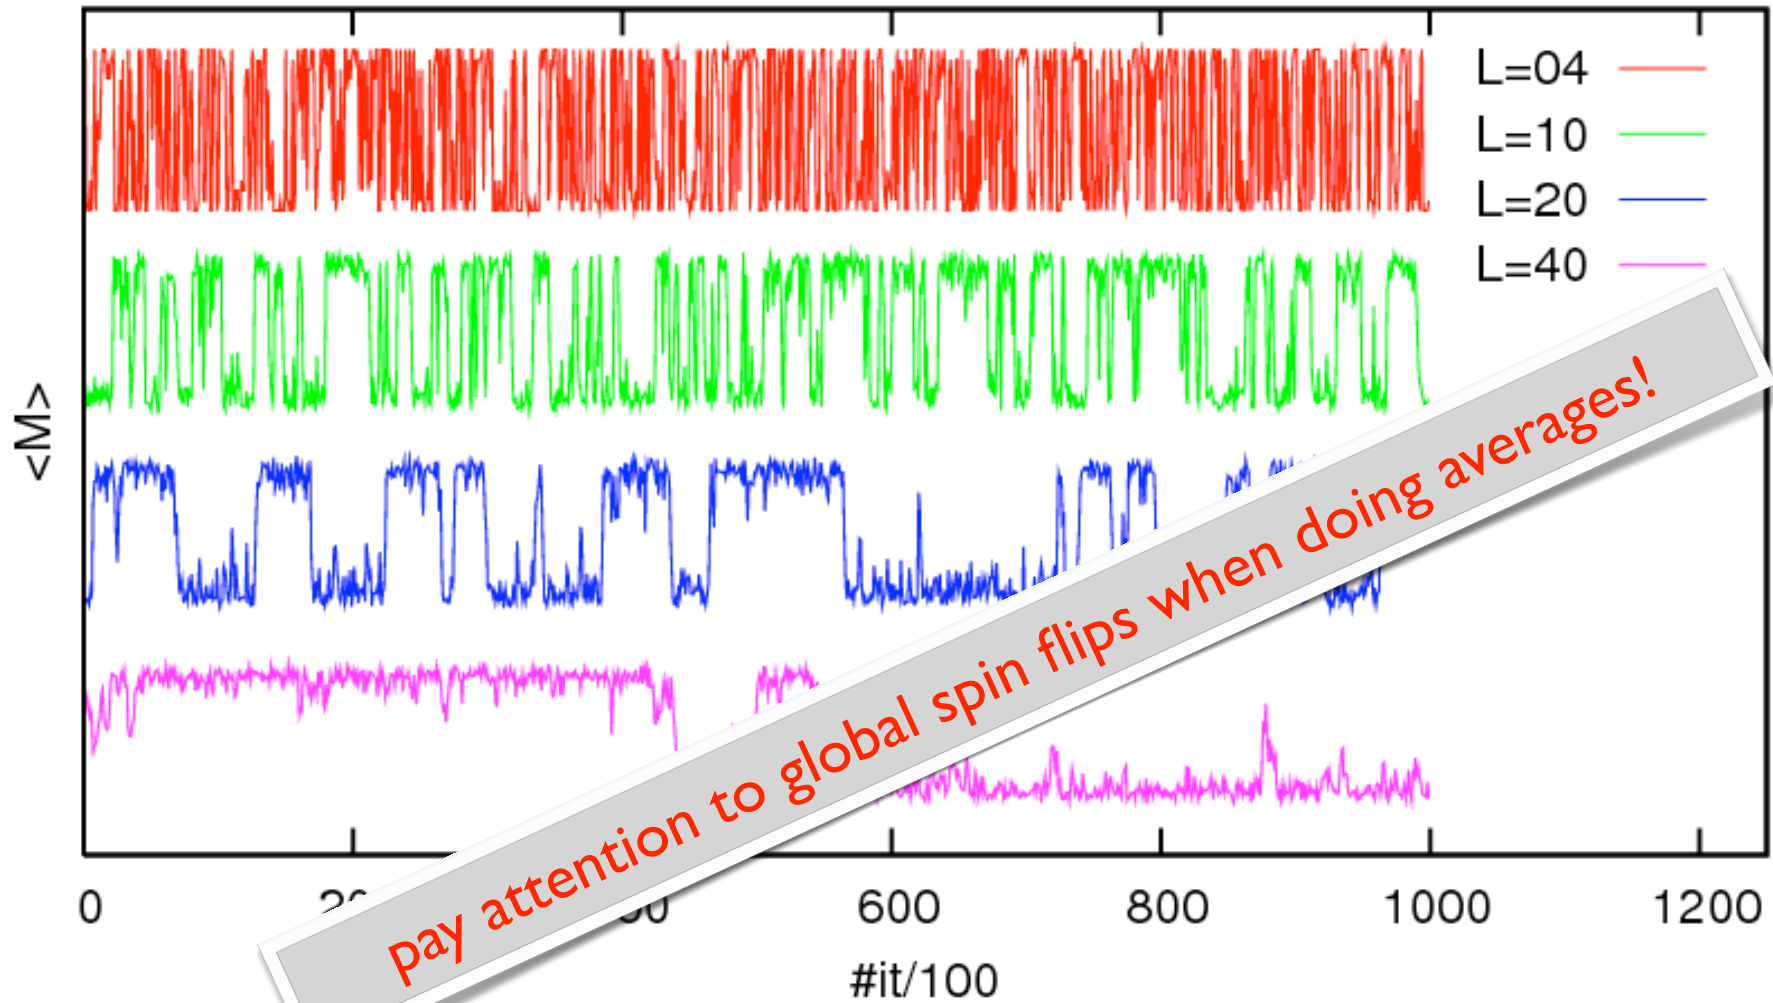 L=04
L=10
L=20
L=40
<M>
pay attention to global spin flips when doing averages!
0 600 800 1000 1200
#it/100